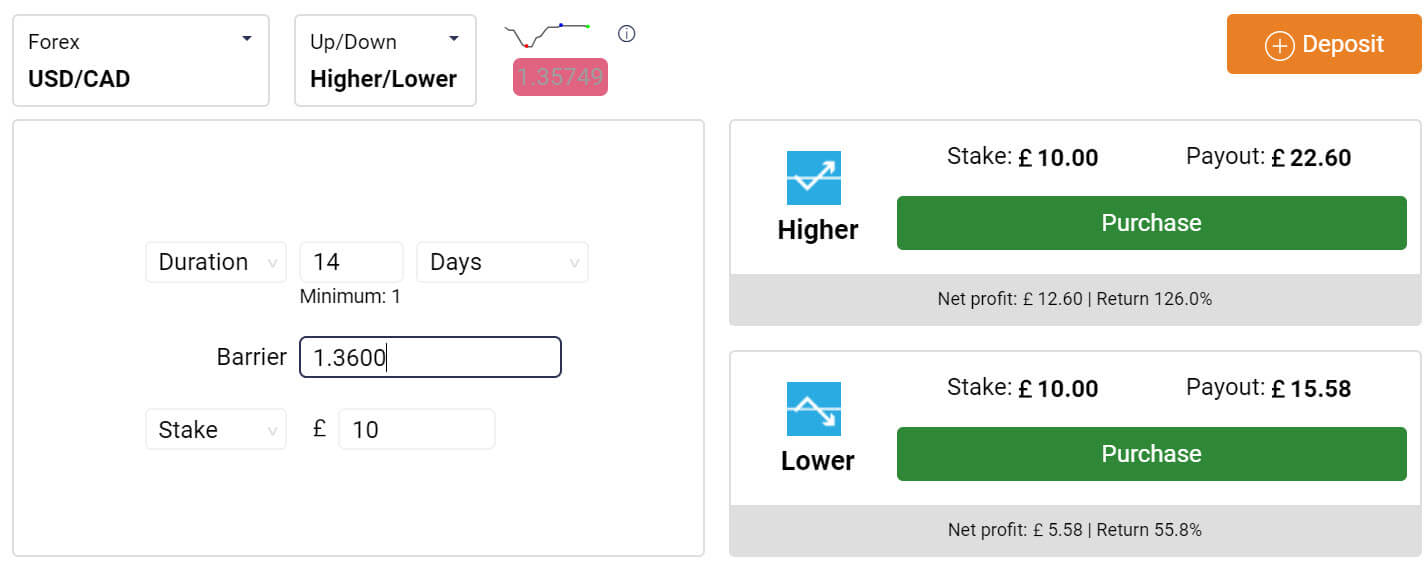 Forex
USD/CAD
Up/Down
Higher/Lower
1.35749
Deposit
Duration 14 Days
Minimum: 1
Barrier 1.3600
Stake £ 10
Higher
Stake: £ 10.00 Payout: £ 22.60
Purchase
Net profit: £ 12.60 | Return 126.0%
Lower
Stake: £ 10.00 Payout: £ 15.58
Purchase
Net profit: £ 5.58 | Return 55.8%